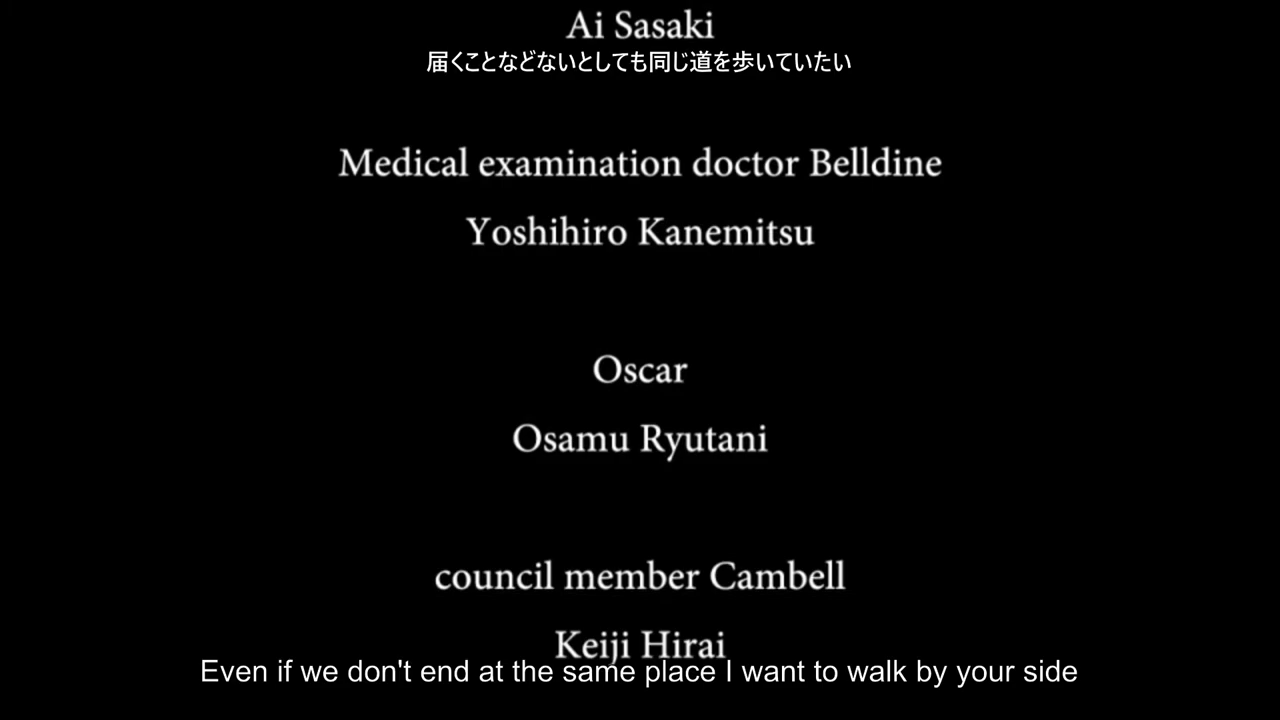 Ai Sasaki
届くことなどないとしても同じ道を歩いていたい
Medical examination doctor Belldine
Yoshihiro Kanemitsu
Oscar
Osamu Ryutani
council member Cambell
Keiji Hirai
Even if we don't end at the same place I want to walk by your side